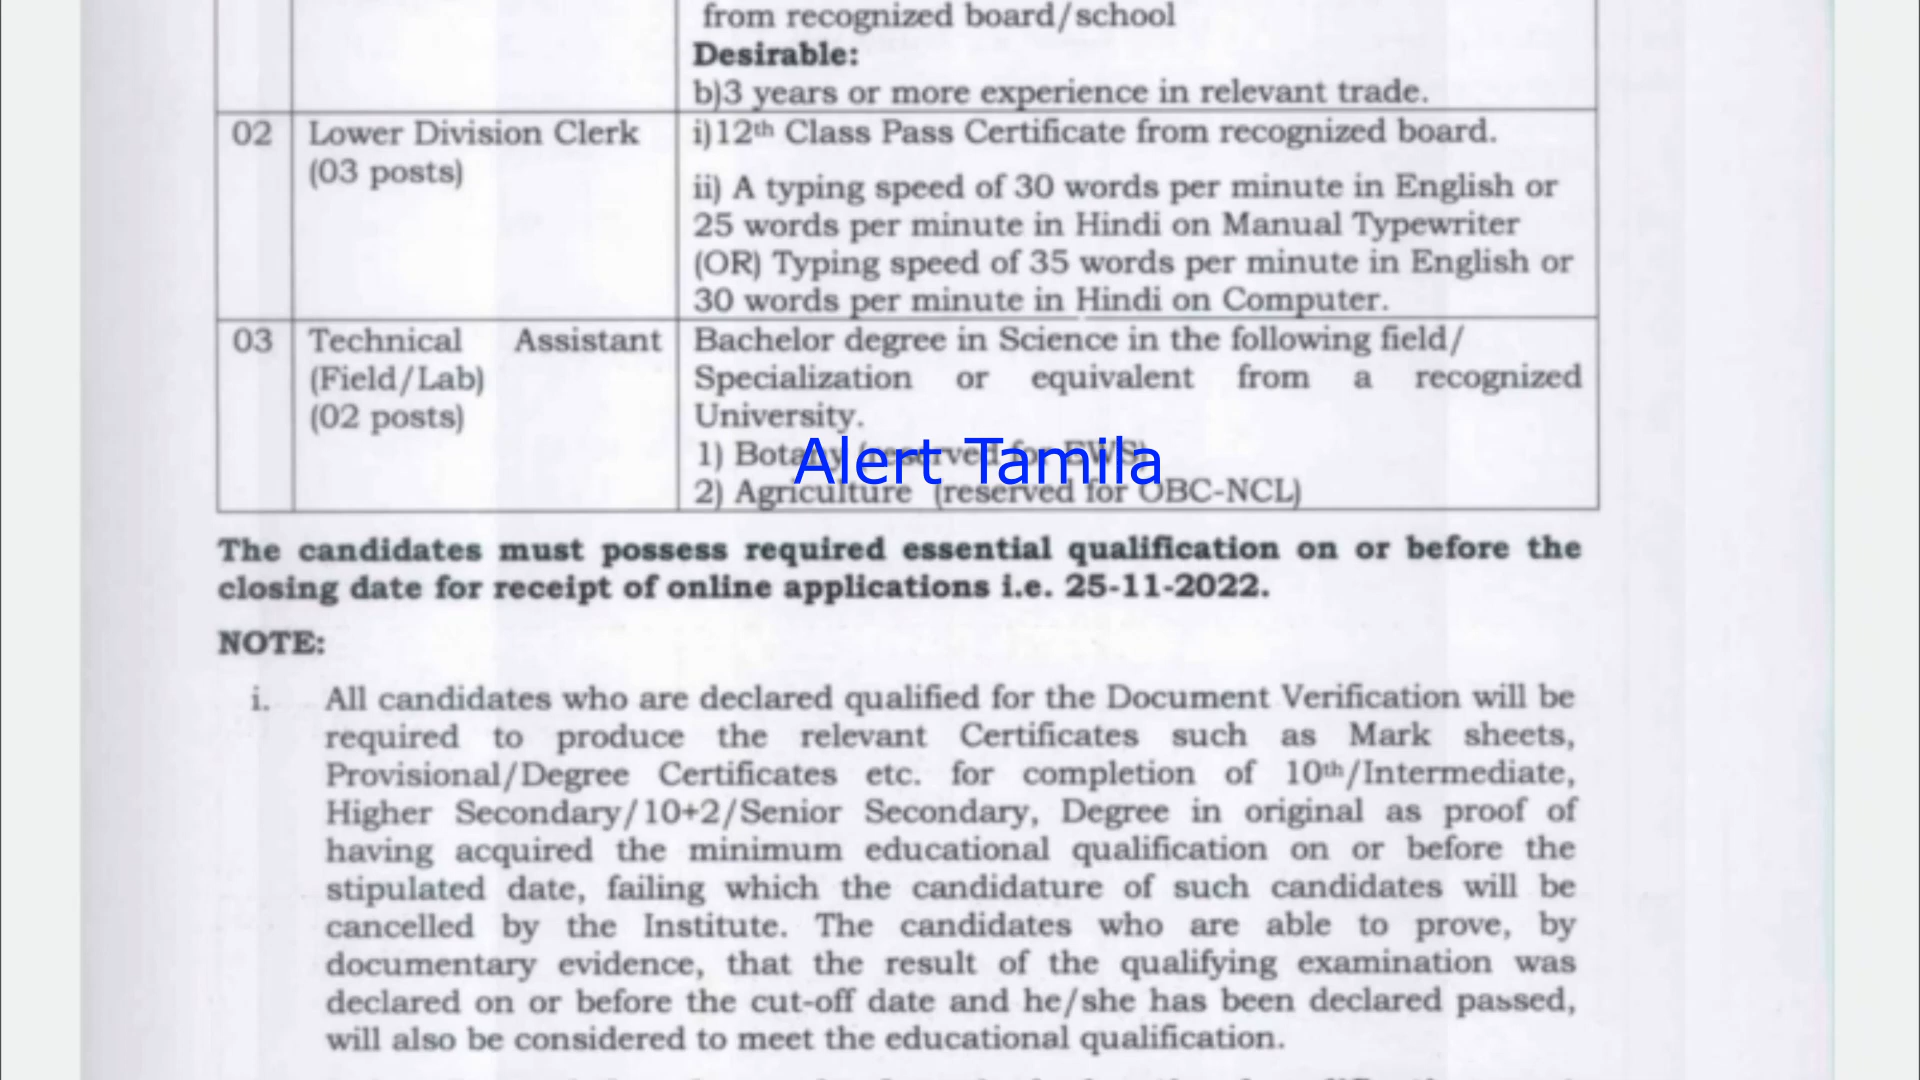 from recognized board/school
Desirable:
b)3 years or more experience in relevant trade.
02 Lower Division Clerk i)12th Class Pass Certificate from recognized board.
(03 posts)
ii) A typing speed of 30 words per minute in English or
25 words per minute in Hindi on Manual Typewriter
(OR) Typing speed of 35 words per minute in English or
30 words per minute in Hindi on Computer.
03 Technical Assistant Bachelor degree in Science in the following field/
(Field/Lab) Specialization or equivalent from a recognized
(02 posts) University.
1) Botany (reserved for EWS)
Alert Tamila
2) Agriculture (reserved for OBC-NCL)
The candidates must possess required essential qualification on or before the
closing date for receipt of online applications i.e. 25-11-2022.
NOTE:
i. All candidates who are declared qualified for the Document Verification will be
required to produce the relevant Certificates such as Mark sheets,
Provisional/Degree Certificates etc. for completion of 10th/Intermediate,
Higher Secondary/10+2/Senior Secondary, Degree in original as proof of
having acquired the minimum educational qualification on or before the
stipulated date, failing which the candidature of such candidates will be
cancelled by the Institute. The candidates who are able to prove, by
documentary evidence, that the result of the qualifying examination was
declared on or before the cut-off date and he/she has been declared passed,
will also be considered to meet the educational qualification.